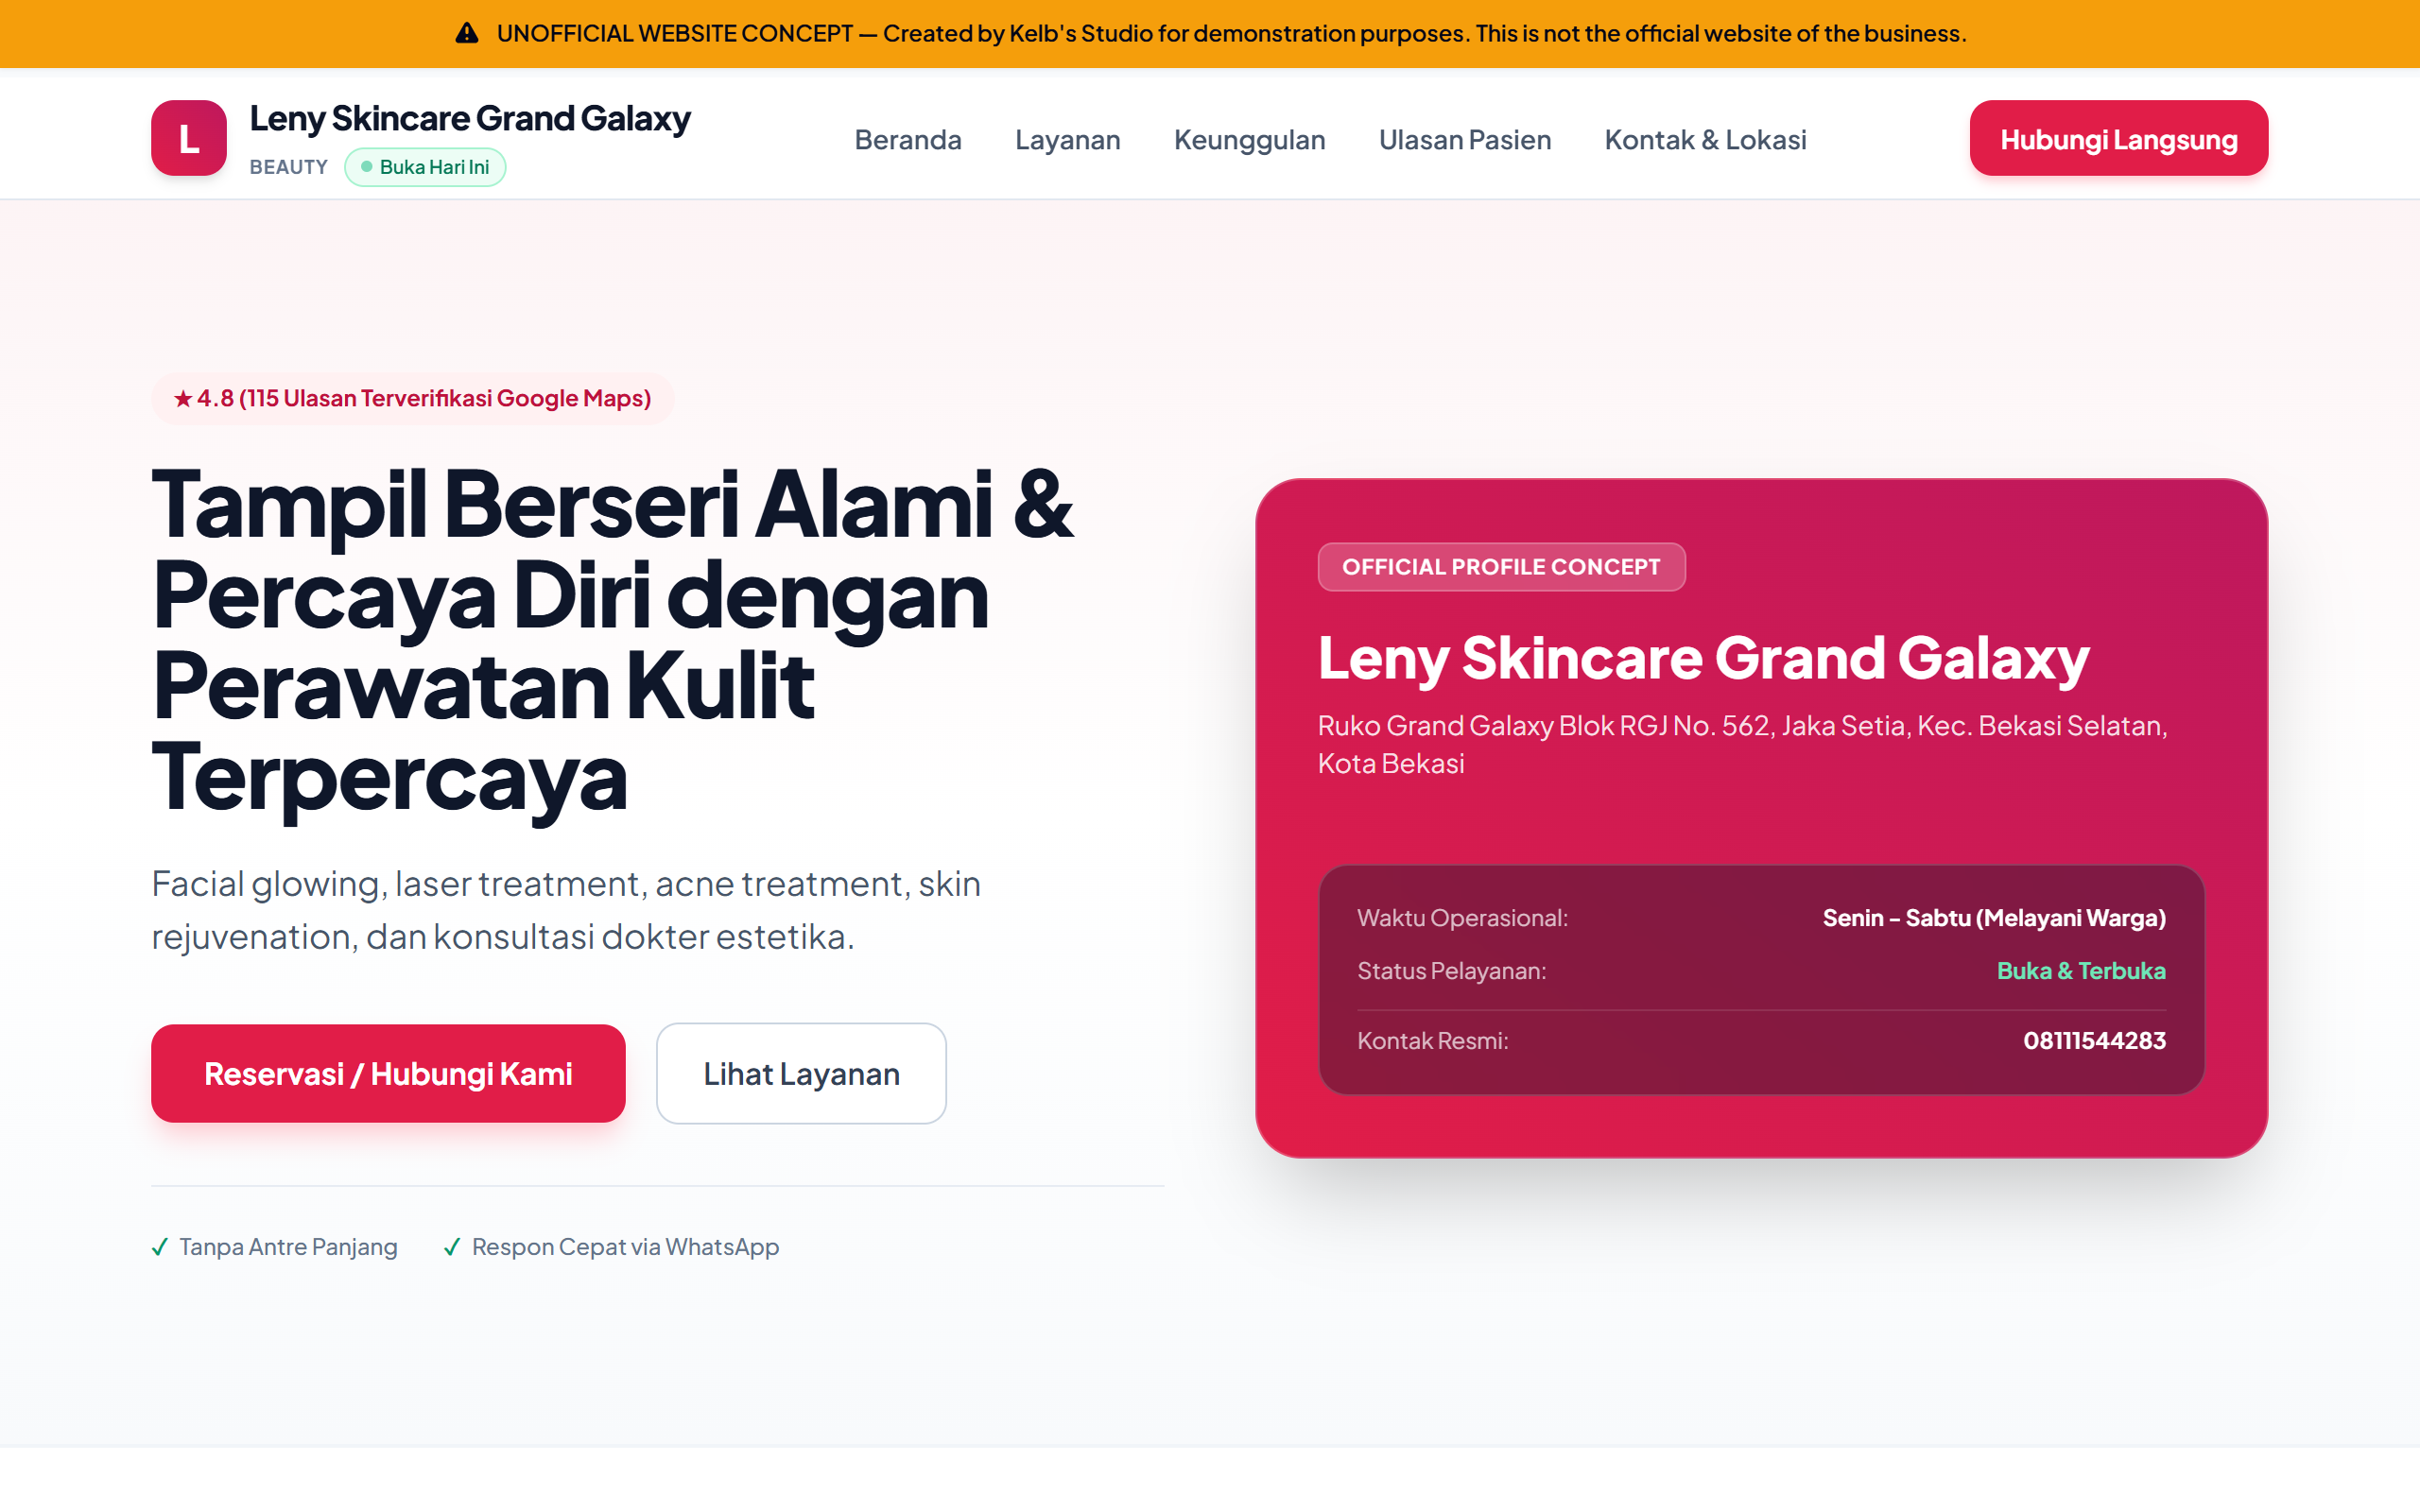 UNOFFICIAL WEBSITE CONCEPT — Created by Kelb's Studio for demonstration purposes. This is not the official website of the business.
L
Leny Skincare Grand Galaxy
BEAUTY
Buka Hari Ini
Beranda
Layanan
Keunggulan
Ulasan Pasien
Kontak & Lokasi
Hubungi Langsung
★ 4.8 (115 Ulasan Terverifikasi Google Maps)
Tampil Berseri Alami &
Percaya Diri dengan
Perawatan Kulit
Terpercaya
Facial glowing, laser treatment, acne treatment, skin
rejuvenation, dan konsultasi dokter estetika.
Reservasi / Hubungi Kami
Lihat Layanan
✓ Tanpa Antre Panjang
✓ Respon Cepat via WhatsApp
OFFICIAL PROFILE CONCEPT
Leny Skincare Grand Galaxy
Ruko Grand Galaxy Blok RGJ No. 562, Jaka Setia, Kec. Bekasi Selatan,
Kota Bekasi
Waktu Operasional: Senin – Sabtu (Melayani Warga)
Status Pelayanan: Buka & Terbuka
Kontak Resmi: 08111544283